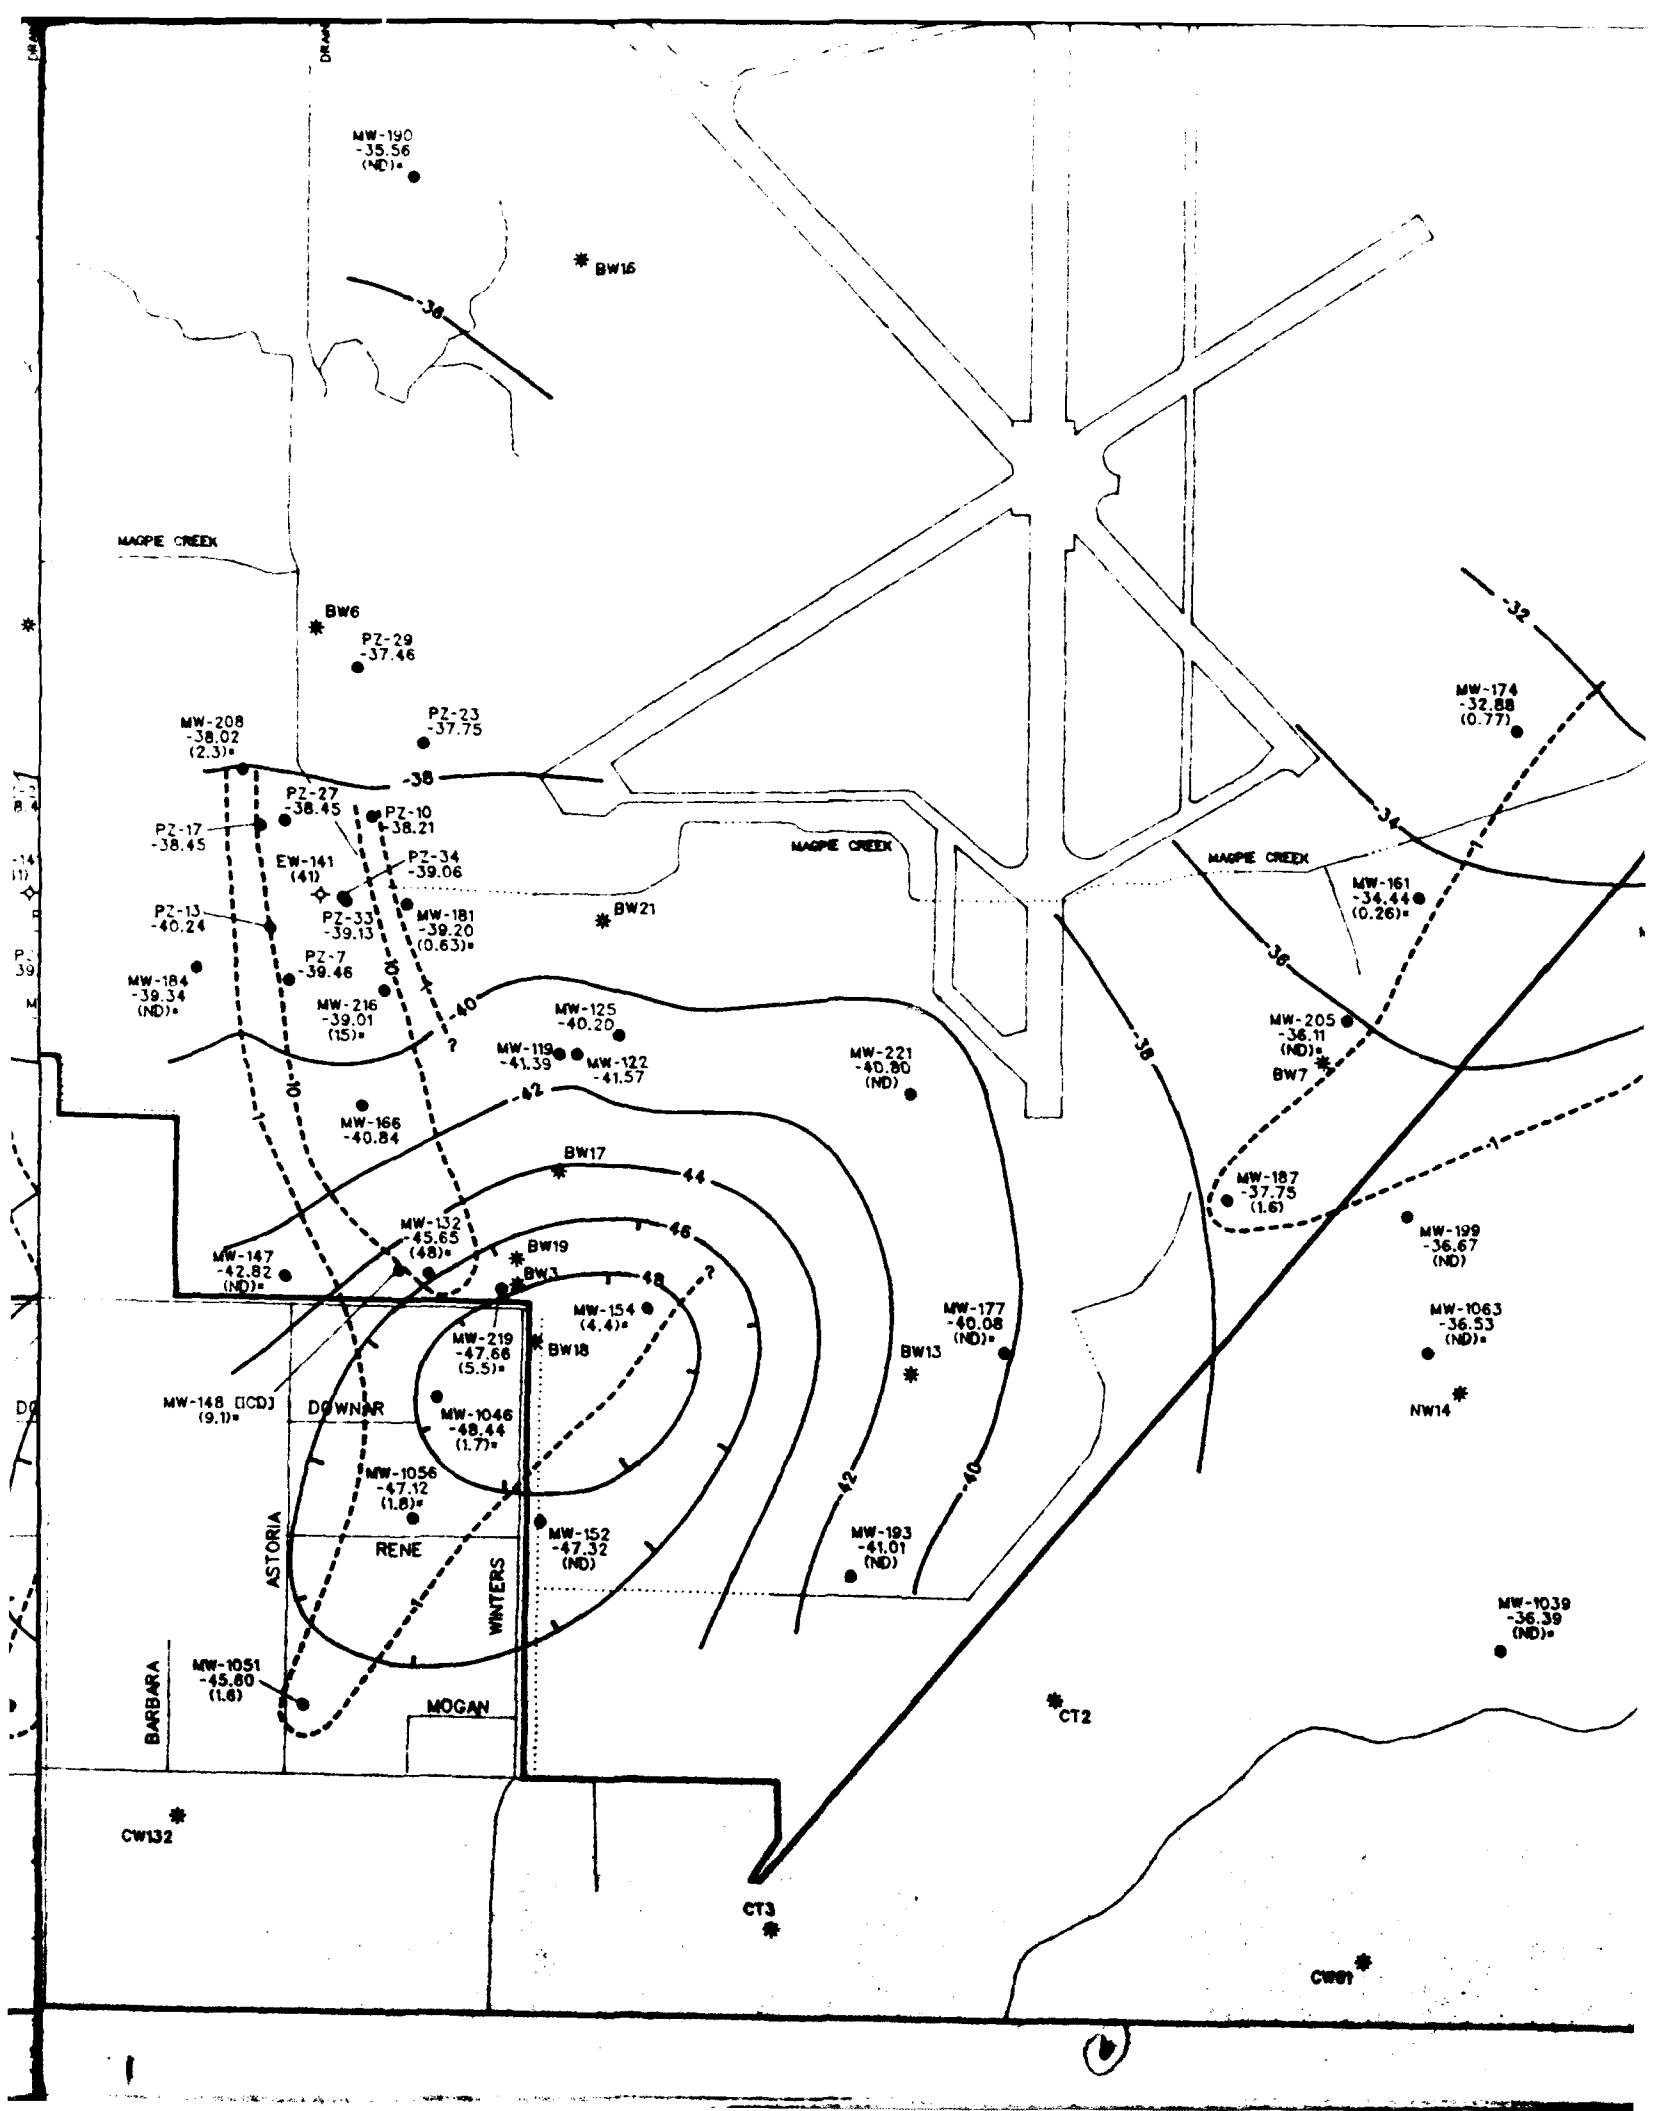 MW-190
-35.56
(ND)*
BW16
-36
MAGPIE CREEK
BW6
PZ-29
-37.46
-32
MW-174
-32.88
(0.77)
PZ-23
-37.75
MW-208
-38.02
(2.3)*
-38
PZ-27
-38.45
PZ-10
-38.21
PZ-17
-38.45
-34
MAGPIE CREEK
MAGPIE CREEK
-1
EW-141
(41)
PZ-34
-39.06
MW-161
-34.44
(0.26)*
PZ-13
-40.24
PZ-33
-39.13
MW-181
-39.20
(0.63)*
BW21
PZ-7
-39.46
10
-36
MW-184
-39.34
(ND)*
MW-216
-39.01
(15)*
-40
?
MW-125
-40.20
MW-205
-36.11
(ND)*
BW7
MW-119
-41.39
MW-122
-41.57
MW-221
-40.80
(ND)
-38
10
-42
MW-166
-40.84
BW17
-44
-1
MW-187
-37.75
(1.6)
MW-132
-45.65
(48)*
-46
BW19
MW-199
-36.67
(ND)
MW-147
-42.82
(ND)*
BW3
-48
?
MW-154
(4.4)*
MW-177
-40.08
(ND)*
MW-1063
-36.53
(ND)*
MW-219
-47.66
(5.5)*
BW18
BW13
MW-148 [ICD]
(9.1)*
DOWNAR
MW-1046
-48.44
(1.7)*
NW14
MW-1056
-47.12
(1.8)*
-42
-40
ASTORIA
RENE
WINTERS
MW-152
-47.32
(ND)
MW-193
-41.01
(ND)
-1
MW-1039
-36.39
(ND)*
MW-1051
-45.60
(1.6)
BARBARA
MOGAN
CT2
CW132
CT3
1